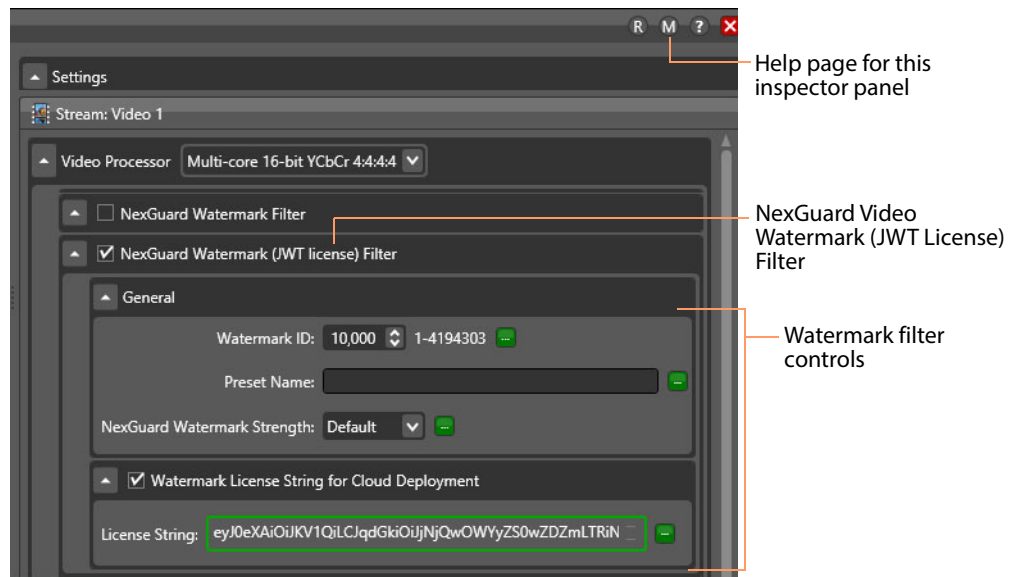 R M ?
Help page for this
inspector panel
Settings
Stream: Video 1
Video Processor Multi-core 16-bit YCbCr 4:4:4:4
NexGuard Watermark Filter
NexGuard Video
Watermark (JWT License)
Filter
NexGuard Watermark (JWT license) Filter
General
Watermark ID: 10,000 1-4194303
Watermark filter
controls
Preset Name:
NexGuard Watermark Strength: Default
Watermark License String for Cloud Deployment
License String: eyJ0eXAiOiJKV1QiLCJqdGkiOiJjNjQwOWYyZS0wZDZmLTRiN